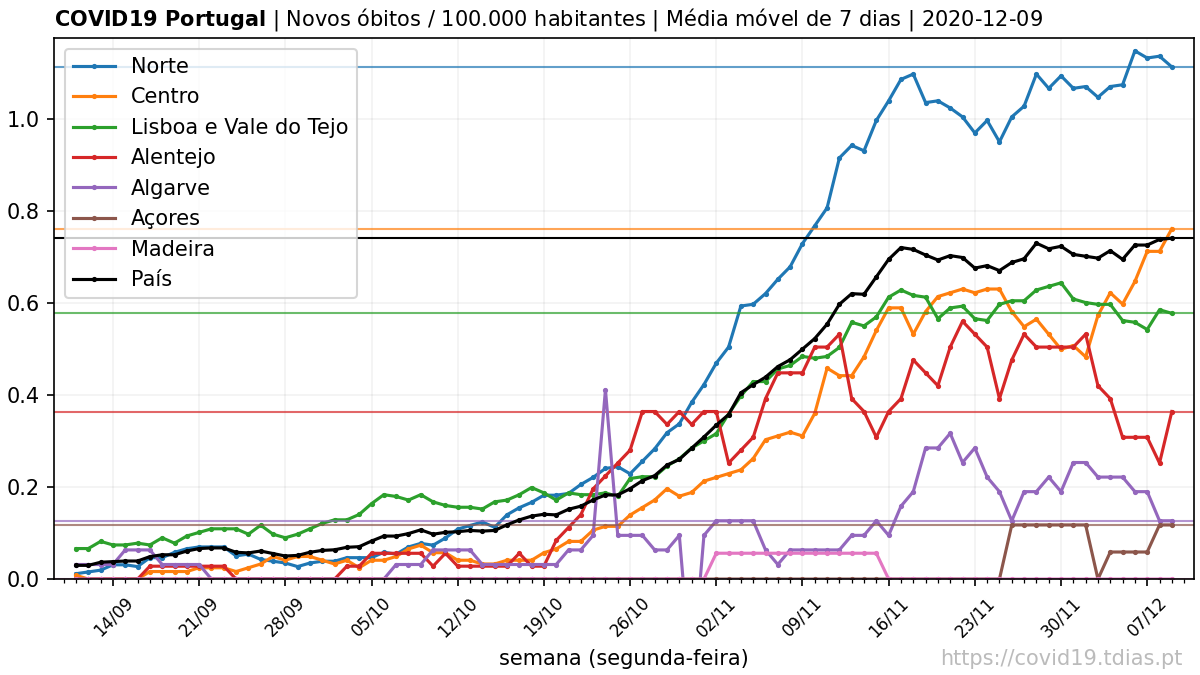 COVID19 Portugal | Novos óbitos / 100.000 habitantes | Média móvel de 7 dias | 2020-12-09
Norte
Centro
Lisboa e Vale do Tejo
Alentejo
Algarve
Açores
Madeira
País
1.0
0.8
0.6
0.4
0.2
0.0
14/09 21/09 28/09 05/10 12/10 19/10 26/10 02/11 09/11 16/11 23/11 30/11 07/12
semana (segunda-feira)
https://covid19.tdias.pt